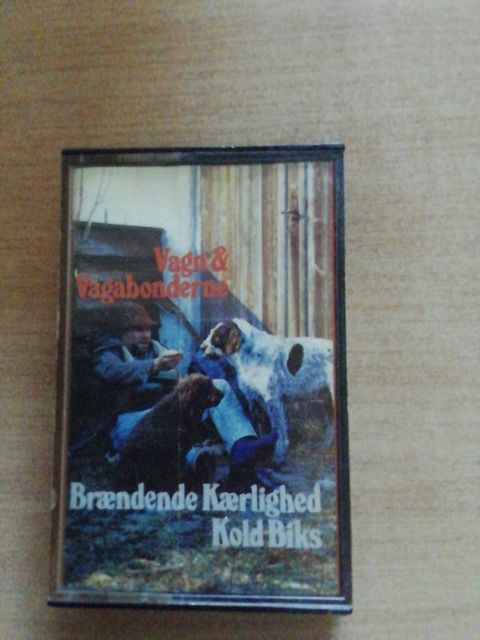 Vagn &
Vagabonderne
Brændende Kærlighed
Kold Biks